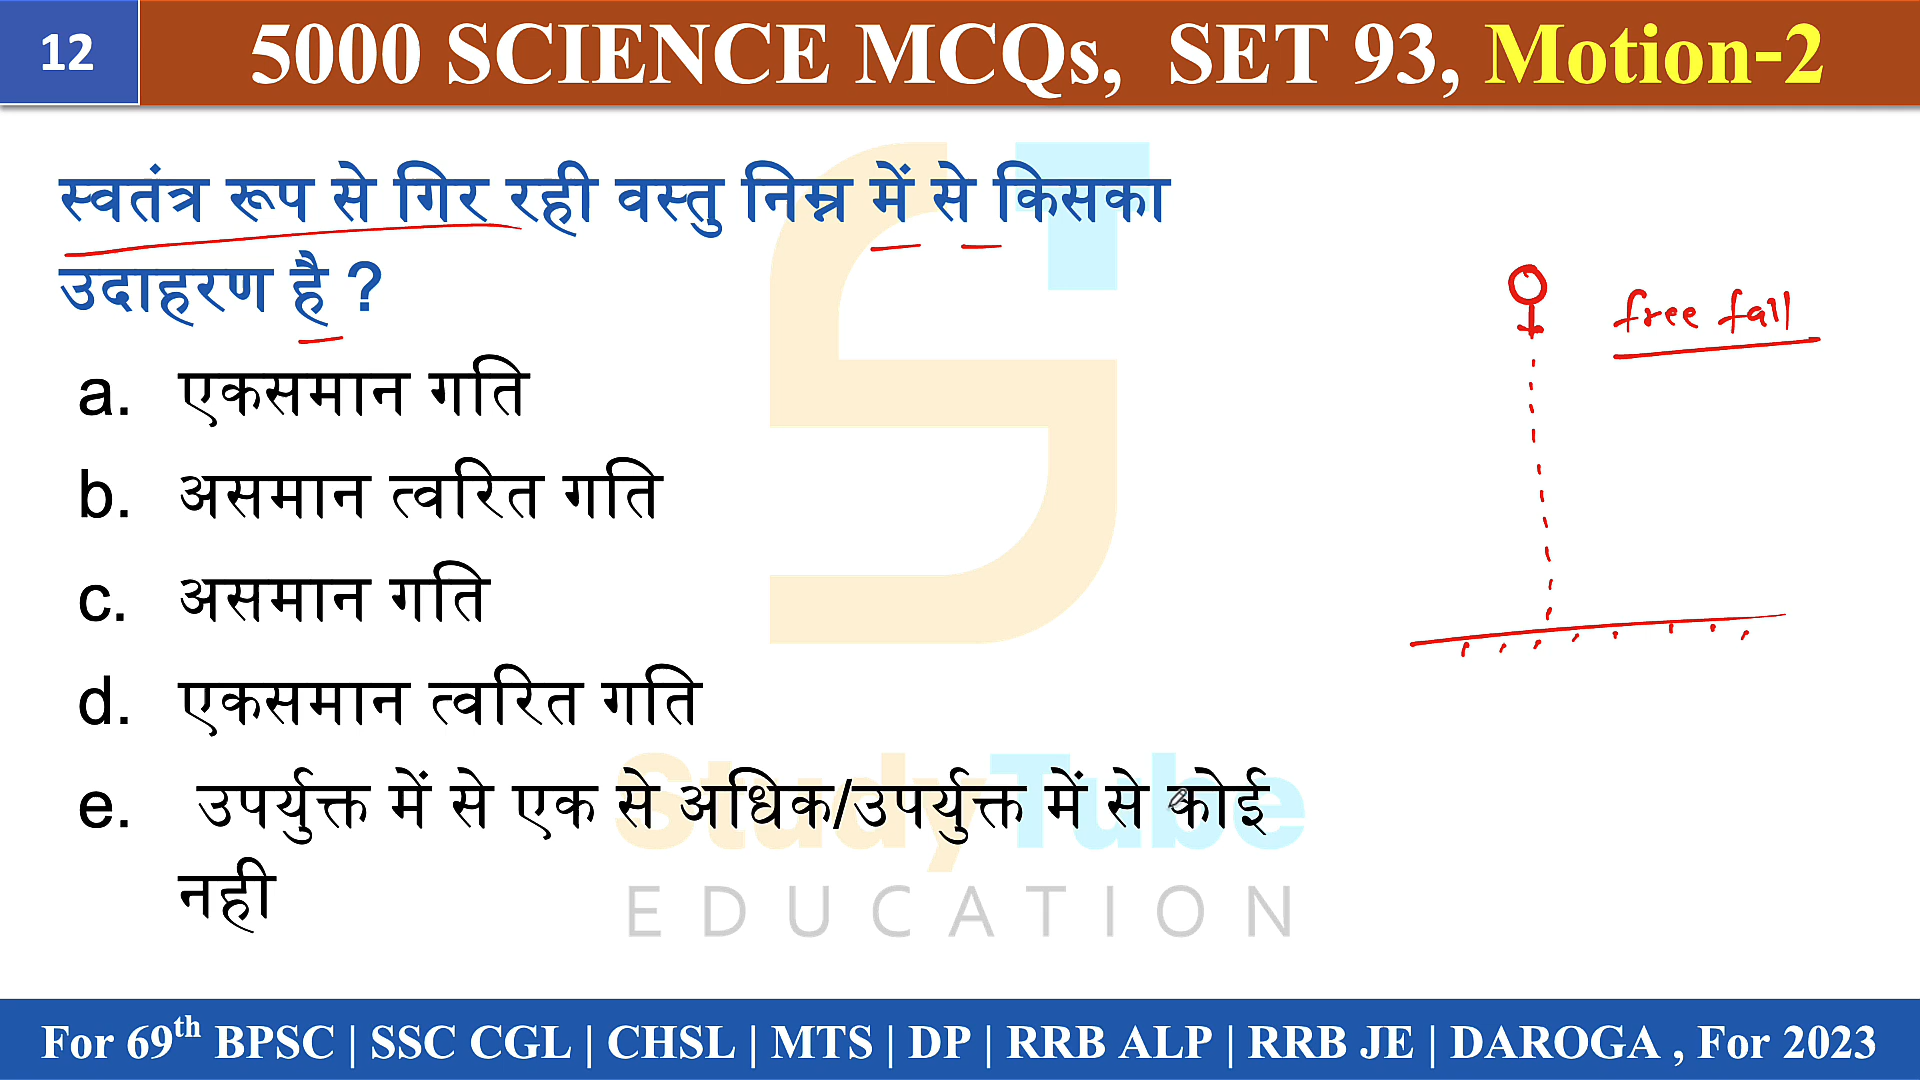 12
5000 SCIENCE MCQs, SET 93, Motion-2
स्वतंत्र रूप से गिर रही वस्तु निम्न में से किसका
उदाहरण है ?
free fall
a. एकसमान गति
b. असमान त्वरित गति
c. असमान गति
d. एकसमान त्वरित गति
e. उपर्युक्त में से एक से अधिक/उपर्युक्त में से कोई
नही
StudyTube
EDUCATION
For 69th BPSC | SSC CGL | CHSL | MTS | DP | RRB ALP | RRB JE | DAROGA , For 2023